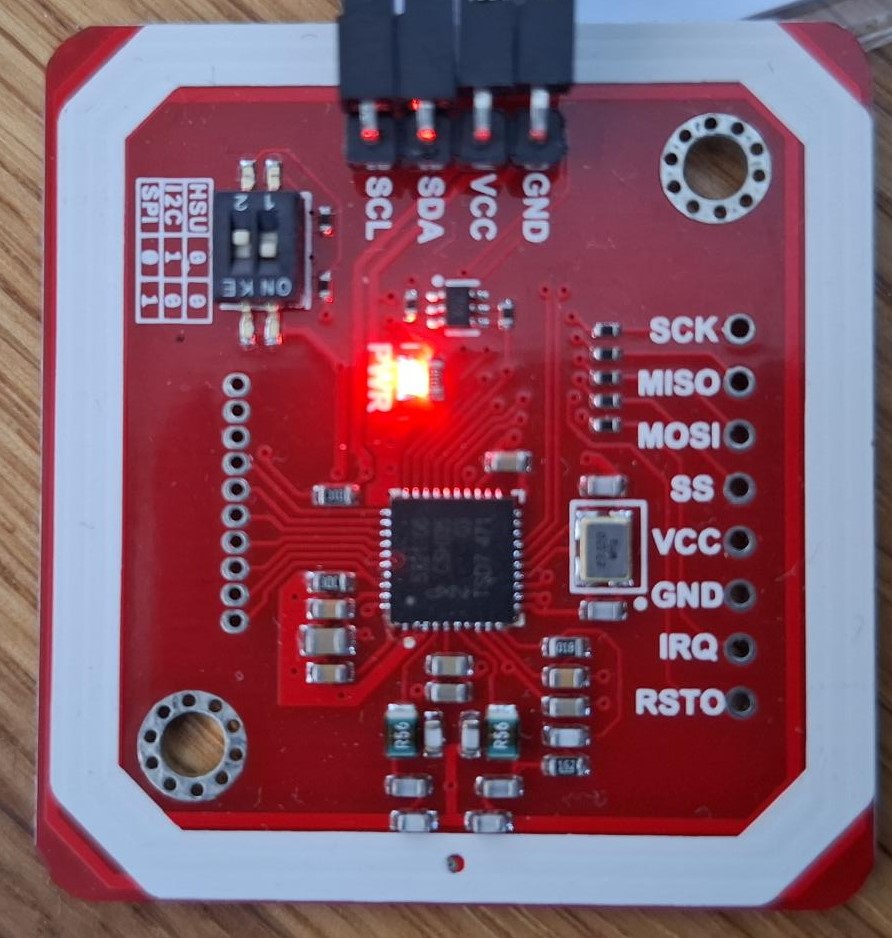 SCL
SDA
VCC
GND
HSU 0 0
I2C 1 0
SPI 0 1
1 2
ON KE
PWR
SCK
MISO
MOSI
SS
VCC
GND
IRQ
RSTO
R56
R56